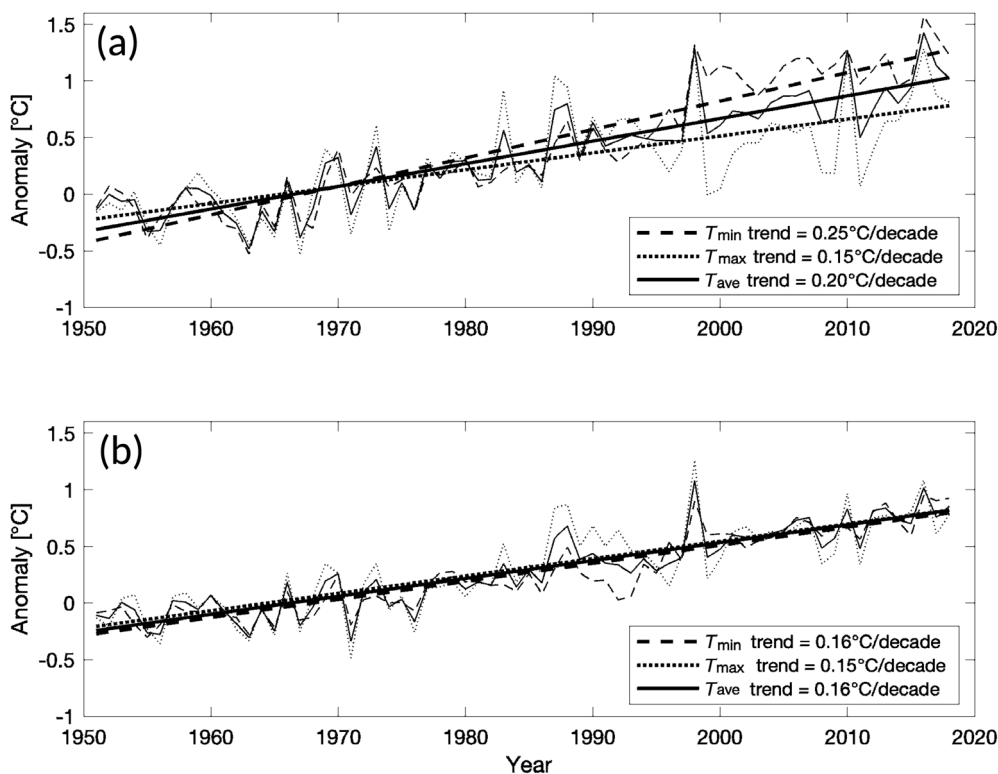 (a)
Anomaly [°C]
1.5
1
0.5
0
-0.5
-1
1950 1960 1970 1980 1990 2000 2010 2020
Tmin trend = 0.25°C/decade
Tmax trend = 0.15°C/decade
Tave trend = 0.20°C/decade
(b)
Anomaly [°C]
1.5
1
0.5
0
-0.5
-1
1950 1960 1970 1980 1990 2000 2010 2020
Tmin trend = 0.16°C/decade
Tmax trend = 0.15°C/decade
Tave trend = 0.16°C/decade
Year